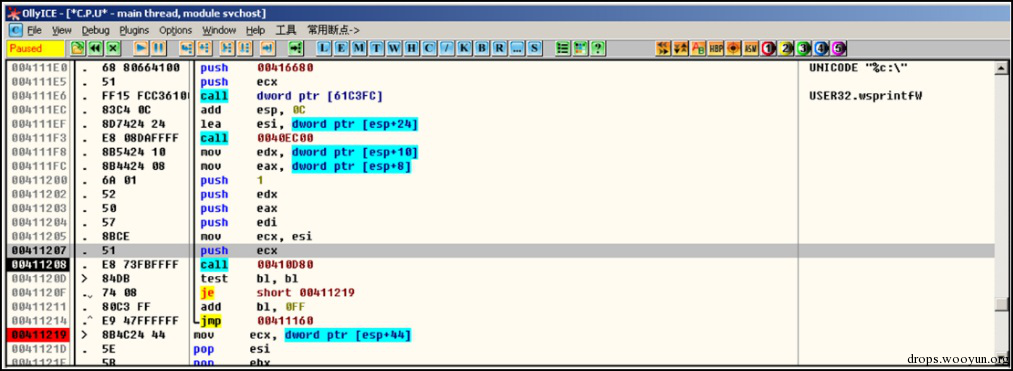 OllyICE - [*C.P.U* - main thread, module svchost]
C File View Debug Plugins Options Window Help 工具 常用断点->
Paused L E M T W H C / K B R ... S HBP ASM 1 2 3 4 5
004111E0 . 68 80664100 push 00416680 UNICODE "%c:\"
004111E5 . 51 push ecx
004111E6 . FF15 FCC3610 call dword ptr [61C3FC] USER32.wsprintfW
004111EC . 83C4 0C add esp, 0C
004111EF . 8D7424 24 lea esi, dword ptr [esp+24]
004111F3 . E8 08DAFFFF call 0040EC00
004111F8 . 8B5424 10 mov edx, dword ptr [esp+10]
004111FC . 8B4424 08 mov eax, dword ptr [esp+8]
00411200 . 6A 01 push 1
00411202 . 52 push edx
00411203 . 50 push eax
00411204 . 57 push edi
00411205 . 8BCE mov ecx, esi
00411207 . 51 push ecx
00411208 . E8 73FBFFFF call 00410D80
0041120D > 84DB test bl, bl
0041120F .ˬ 74 08 je short 00411219
00411211 . 80C3 FF add bl, 0FF
00411214 .^ E9 47FFFFFF jmp 00411160
00411219 > 8B4C24 44 mov ecx, dword ptr [esp+44]
0041121D . 5E pop esi
0041121E . 5B pop ebx
drops.wooyun.org